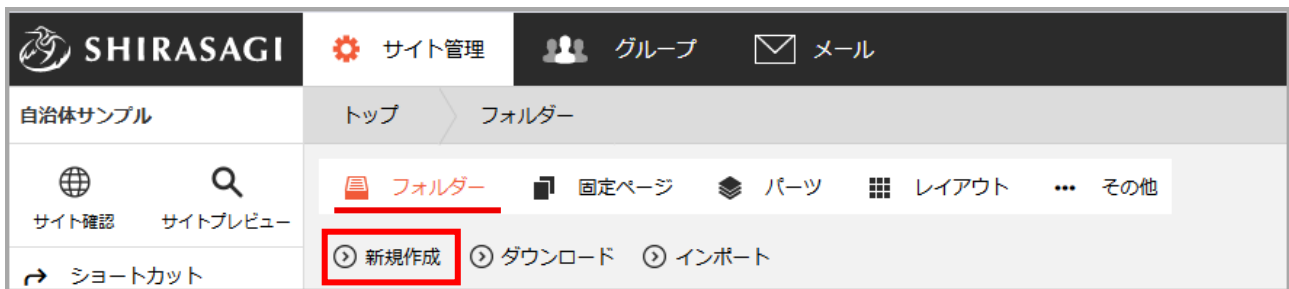 SHIRASAGI サイト管理 グループ メール
自治体サンプル トップ フォルダー
フォルダー 固定ページ パーツ レイアウト ••• その他
サイト確認 サイトプレビュー
新規作成 ダウンロード インポート
ショートカット